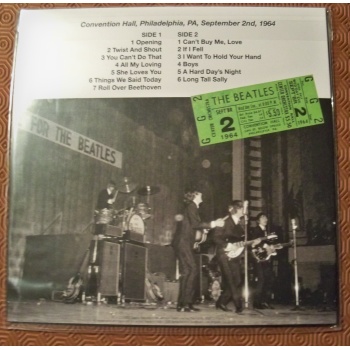 Convention Hall, Philadelphia, PA, September 2nd, 1964
SIDE 1
1 Opening
2 Twist And Shout
3 You Can't Do That
4 All My Loving
5 She Loves You
6 Things We Said Today
7 Roll Over Beethoven
SIDE 2
1 Can't Buy Me, Love
2 If I Fell
3 I Want To Hold Your Hand
4 Boys
5 A Hard Day's Night
6 Long Tall Sally
G 2
THE BEATLES
SEPT
2
1964
2
1964
FOR THE BEATLES